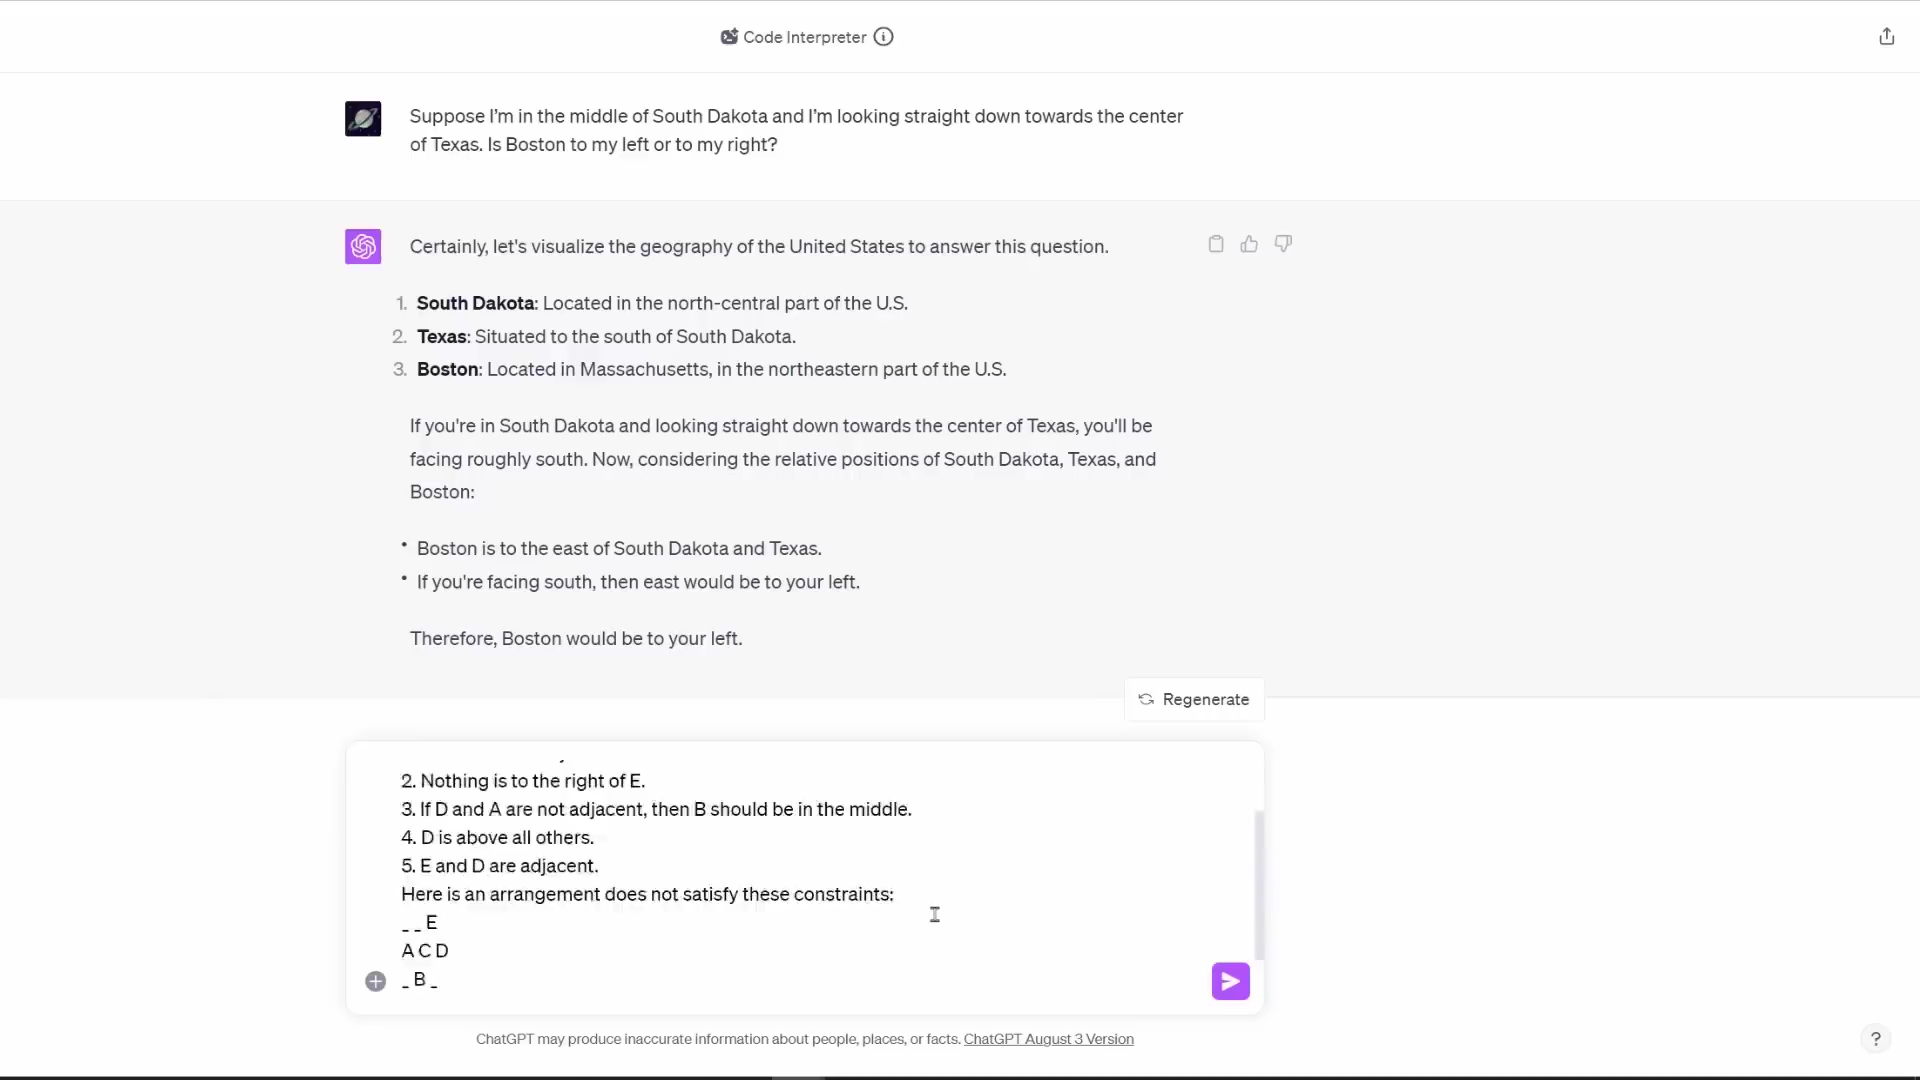 Code Interpreter
Suppose I'm in the middle of South Dakota and I'm looking straight down towards the center
of Texas. Is Boston to my left or to my right?
Certainly, let's visualize the geography of the United States to answer this question.
1. South Dakota: Located in the north-central part of the U.S.
2. Texas: Situated to the south of South Dakota.
3. Boston: Located in Massachusetts, in the northeastern part of the U.S.
If you're in South Dakota and looking straight down towards the center of Texas, you'll be
facing roughly south. Now, considering the relative positions of South Dakota, Texas, and
Boston:
• Boston is to the east of South Dakota and Texas.
• If you're facing south, then east would be to your left.
Therefore, Boston would be to your left.
Regenerate
2. Nothing is to the right of E.
3. If D and A are not adjacent, then B should be in the middle.
4. D is above all others.
5. E and D are adjacent.
Here is an arrangement does not satisfy these constraints:
_ _ E
A C D
_ B _
ChatGPT may produce inaccurate information about people, places, or facts. ChatGPT August 3 Version
?